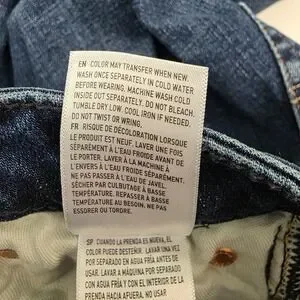 EN COLOR MAY TRANSFER WHEN NEW.
WASH ONCE SEPARATELY IN COLD WATER
BEFORE WEARING. MACHINE WASH COLD
INSIDE OUT SEPARATELY. DO NOT BLEACH.
TUMBLE DRY LOW. COOL IRON IF NEEDED.
DO NOT TWIST OR WRING.
FR RISQUE DE DÉCOLORATION LORSQUE
LE PRODUIT EST NEUF. LAVER UNE FOIS
SÉPARÉMENT À L'EAU FROIDE AVANT DE
LE PORTER. LAVER À LA MACHINE À
L'ENVERS À L'EAU FROIDE SÉPARÉMENT.
NE PAS PASSER À L'EAU DE JAVEL.
SÉCHER PAR CULBUTAGE À BASSE
TEMPÉRATURE. REPASSER À BASSE
TEMPÉRATURE AU BESOIN. NE PAS
ESSORER OU TORDRE.
SP CUANDO LA PRENDA ES NUEVA, EL
COLOR PUEDE DESTEÑIR. LAVAR UNA VEZ
POR SEPARADO EN AGUA FRÍA ANTES DE
USAR. LAVAR A MÁQUINA POR SEPARADO
CON EL INTERIOR DE LA
PRENDA HACIA AFUERA. NO USAR